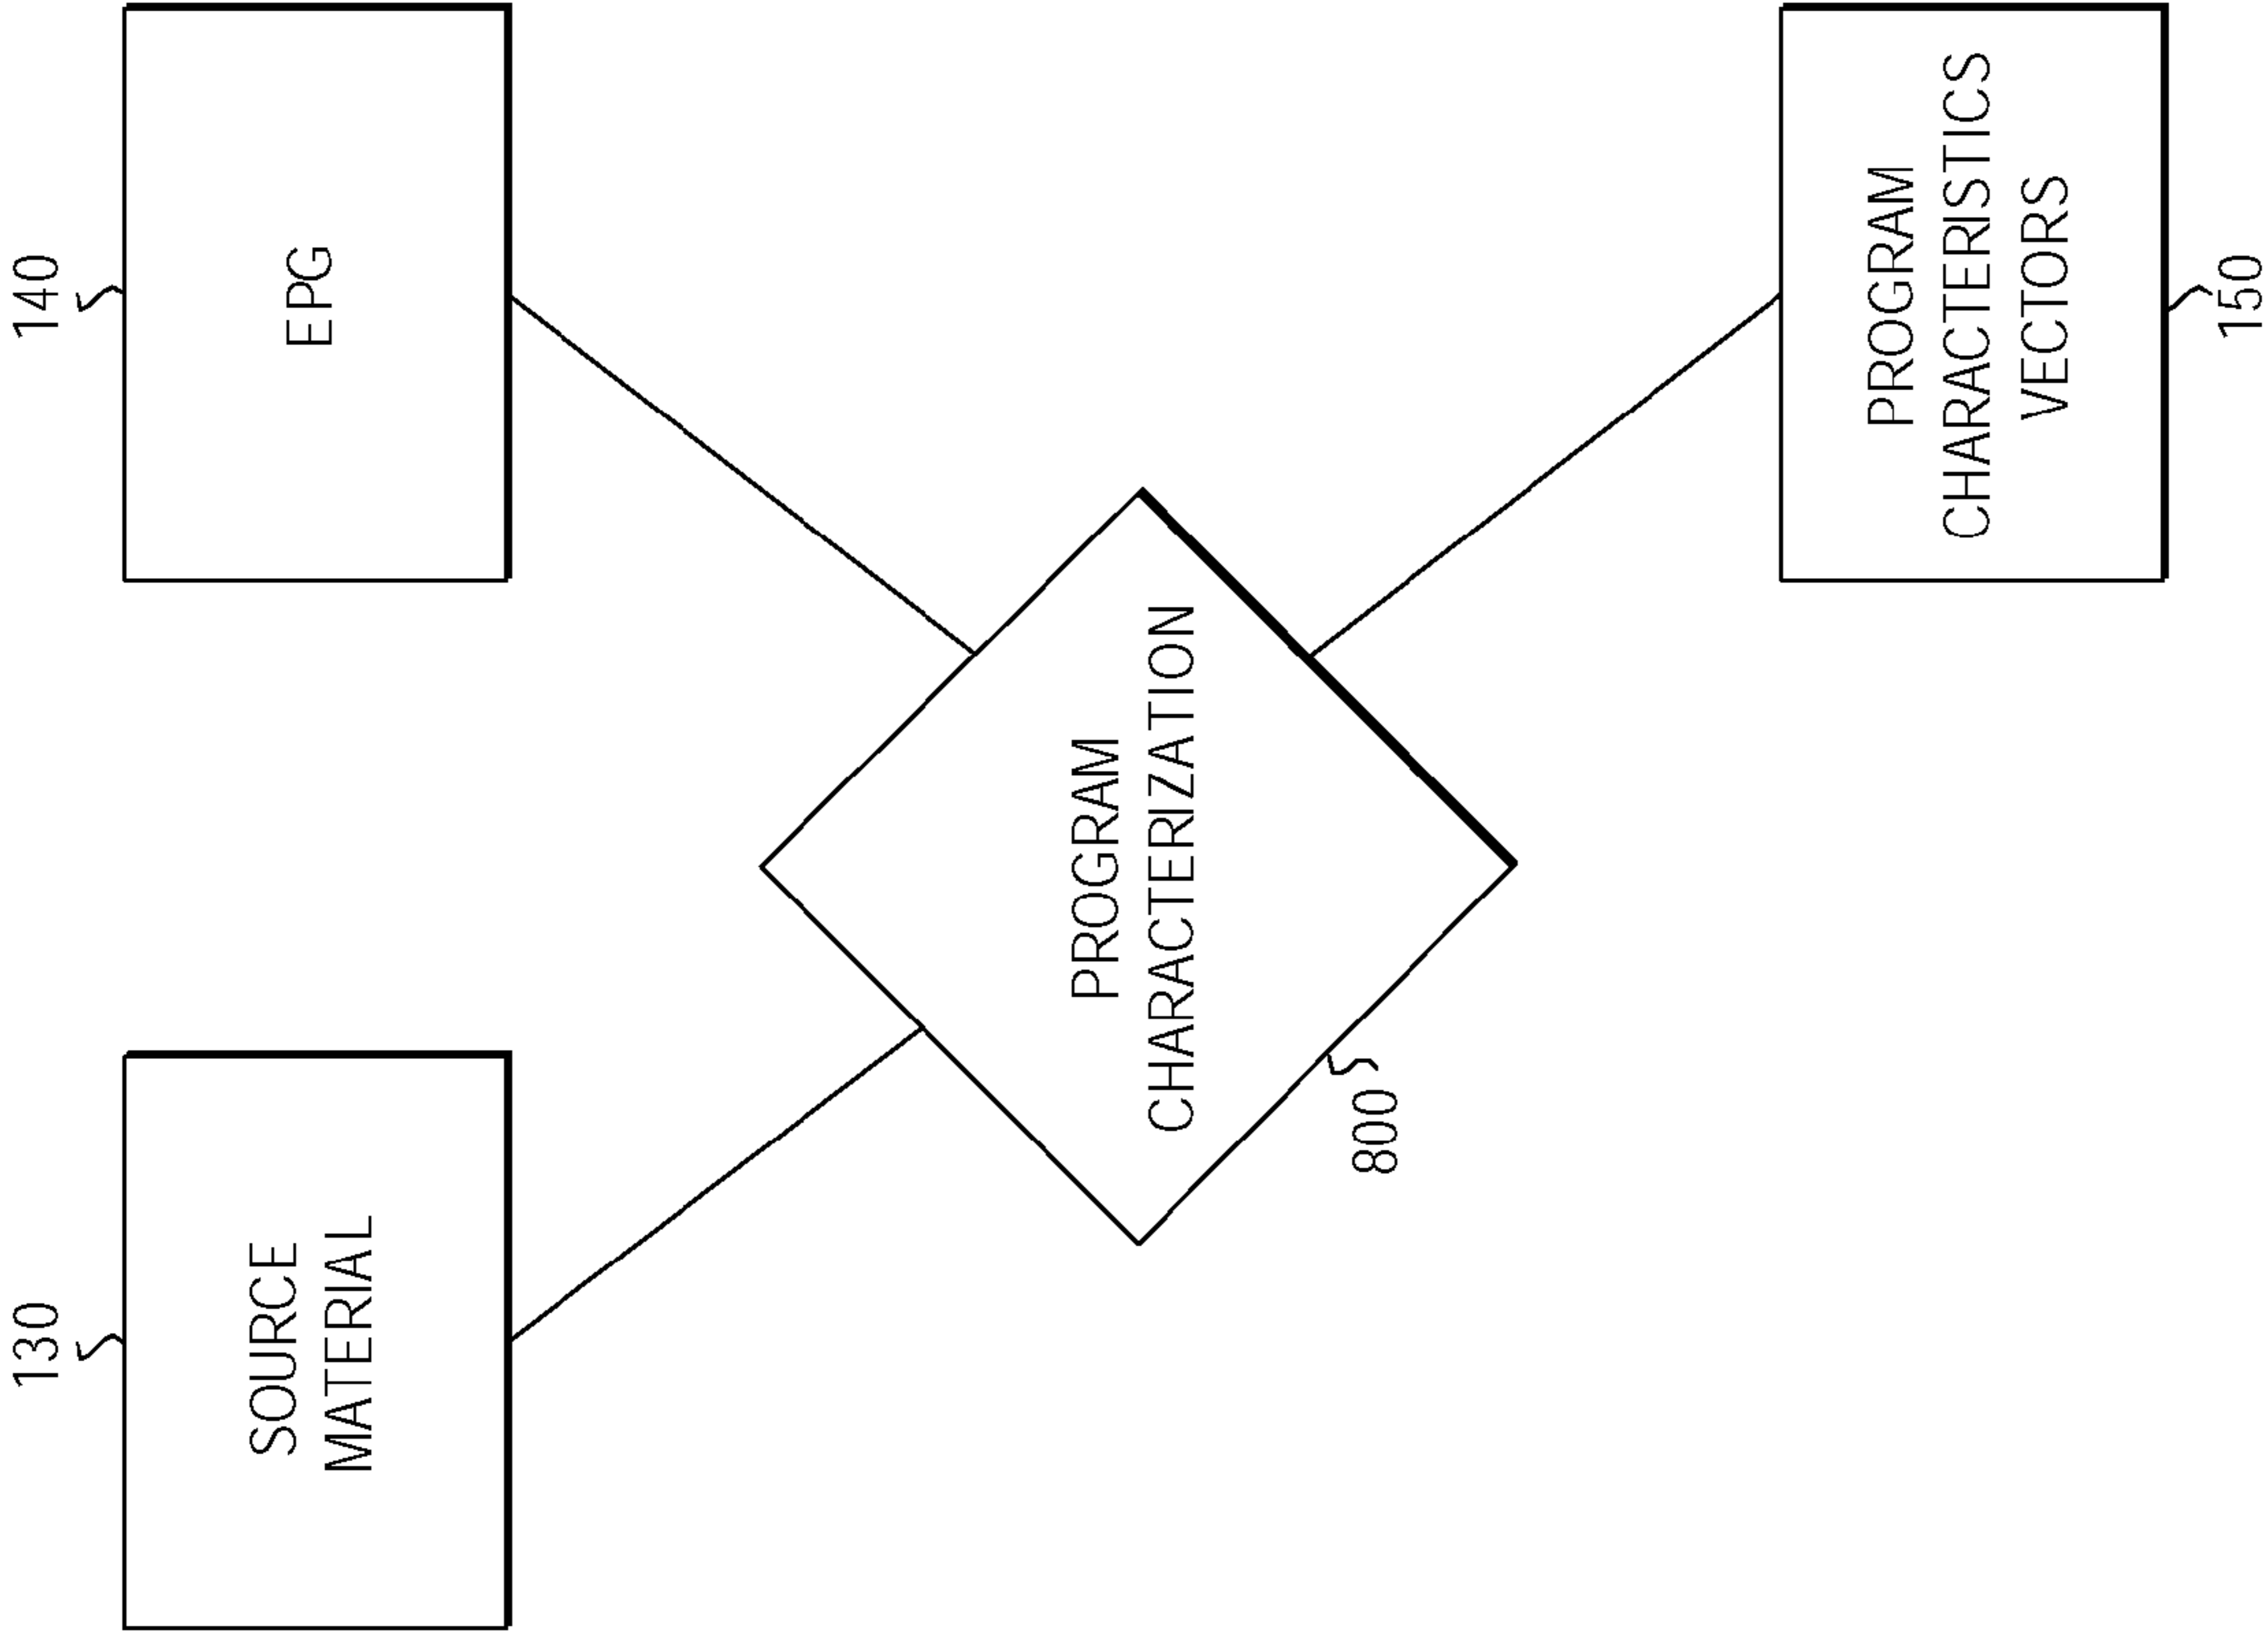 130
SOURCE
MATERIAL
140
EPG
PROGRAM
CHARACTERIZATION
800
PROGRAM
CHARACTERISTICS
VECTORS
150